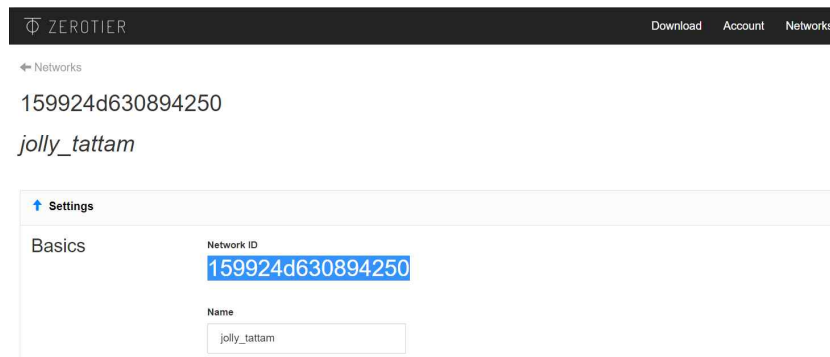 ZEROTIER Download Account Networks
Networks
159924d630894250
jolly_tattam
Settings
Basics
Network ID
159924d630894250
Name
jolly_tattam